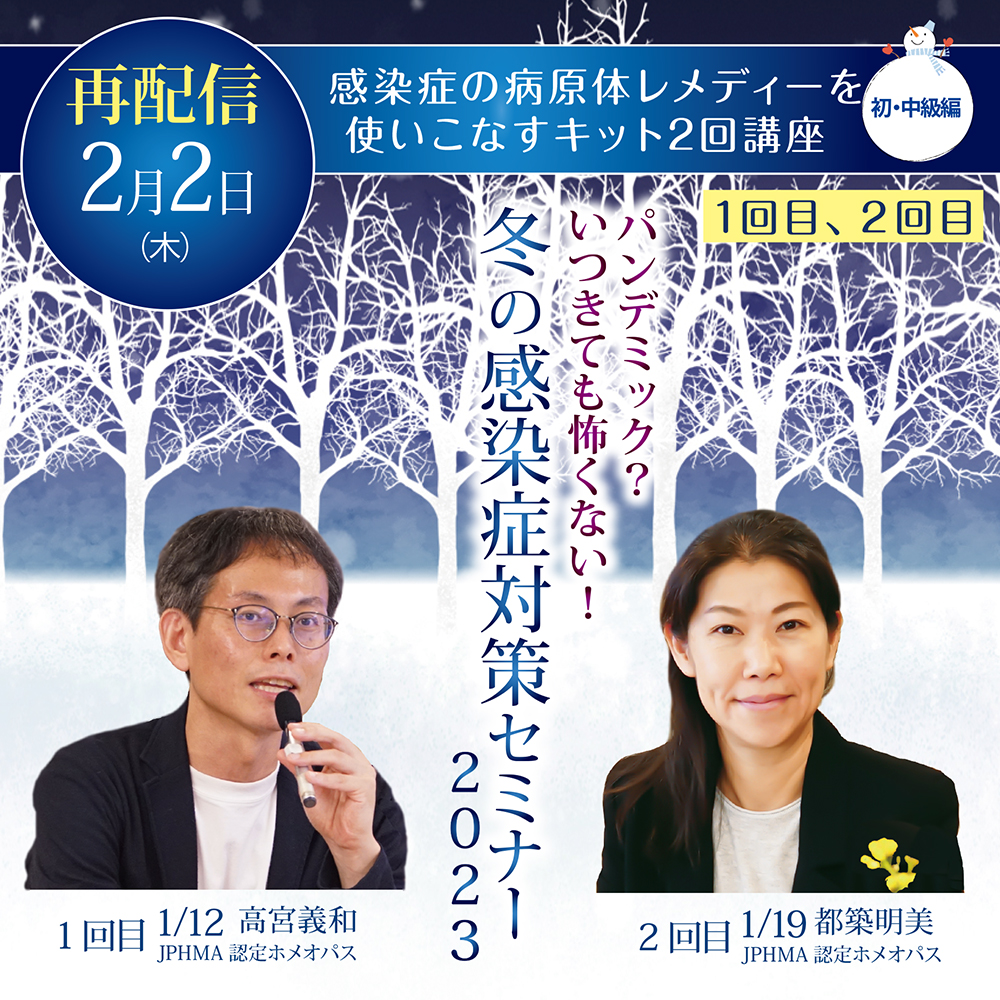 再配信
2月2日
(木)
感染症の病原体レメディーを
使いこなすキット2回講座
初・中級編
1回目、2回目
パンデミック?
いつきても怖くない!
冬の感染症対策セミナー
2023
1回目 1/12 高宮義和
JPHMA 認定ホメオパス
2回目 1/19 都築明美
JPHMA 認定ホメオパス